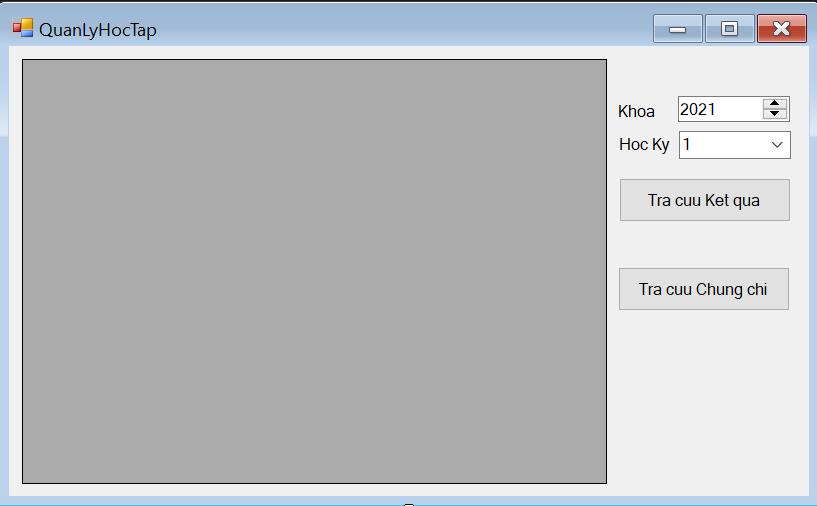 QuanLyHocTap
Khoa 2021
Hoc Ky 1
Tra cuu Ket qua
Tra cuu Chung chi